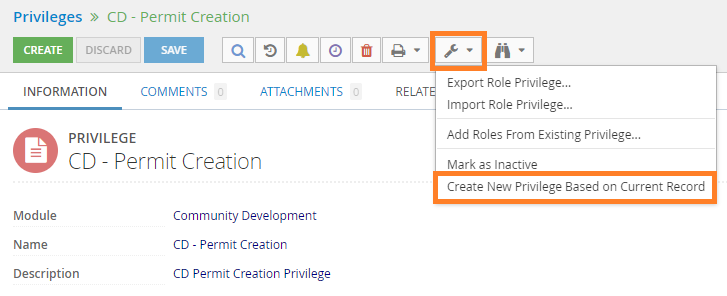 Privileges » CD - Permit Creation
CREATE DISCARD SAVE
INFORMATION COMMENTS 0 ATTACHMENTS 0 RELATE
Export Role Privilege...
Import Role Privilege...
Add Roles From Existing Privilege...
Mark as Inactive
Create New Privilege Based on Current Record
PRIVILEGE
CD - Permit Creation
Module Community Development
Name CD - Permit Creation
Description CD Permit Creation Privilege